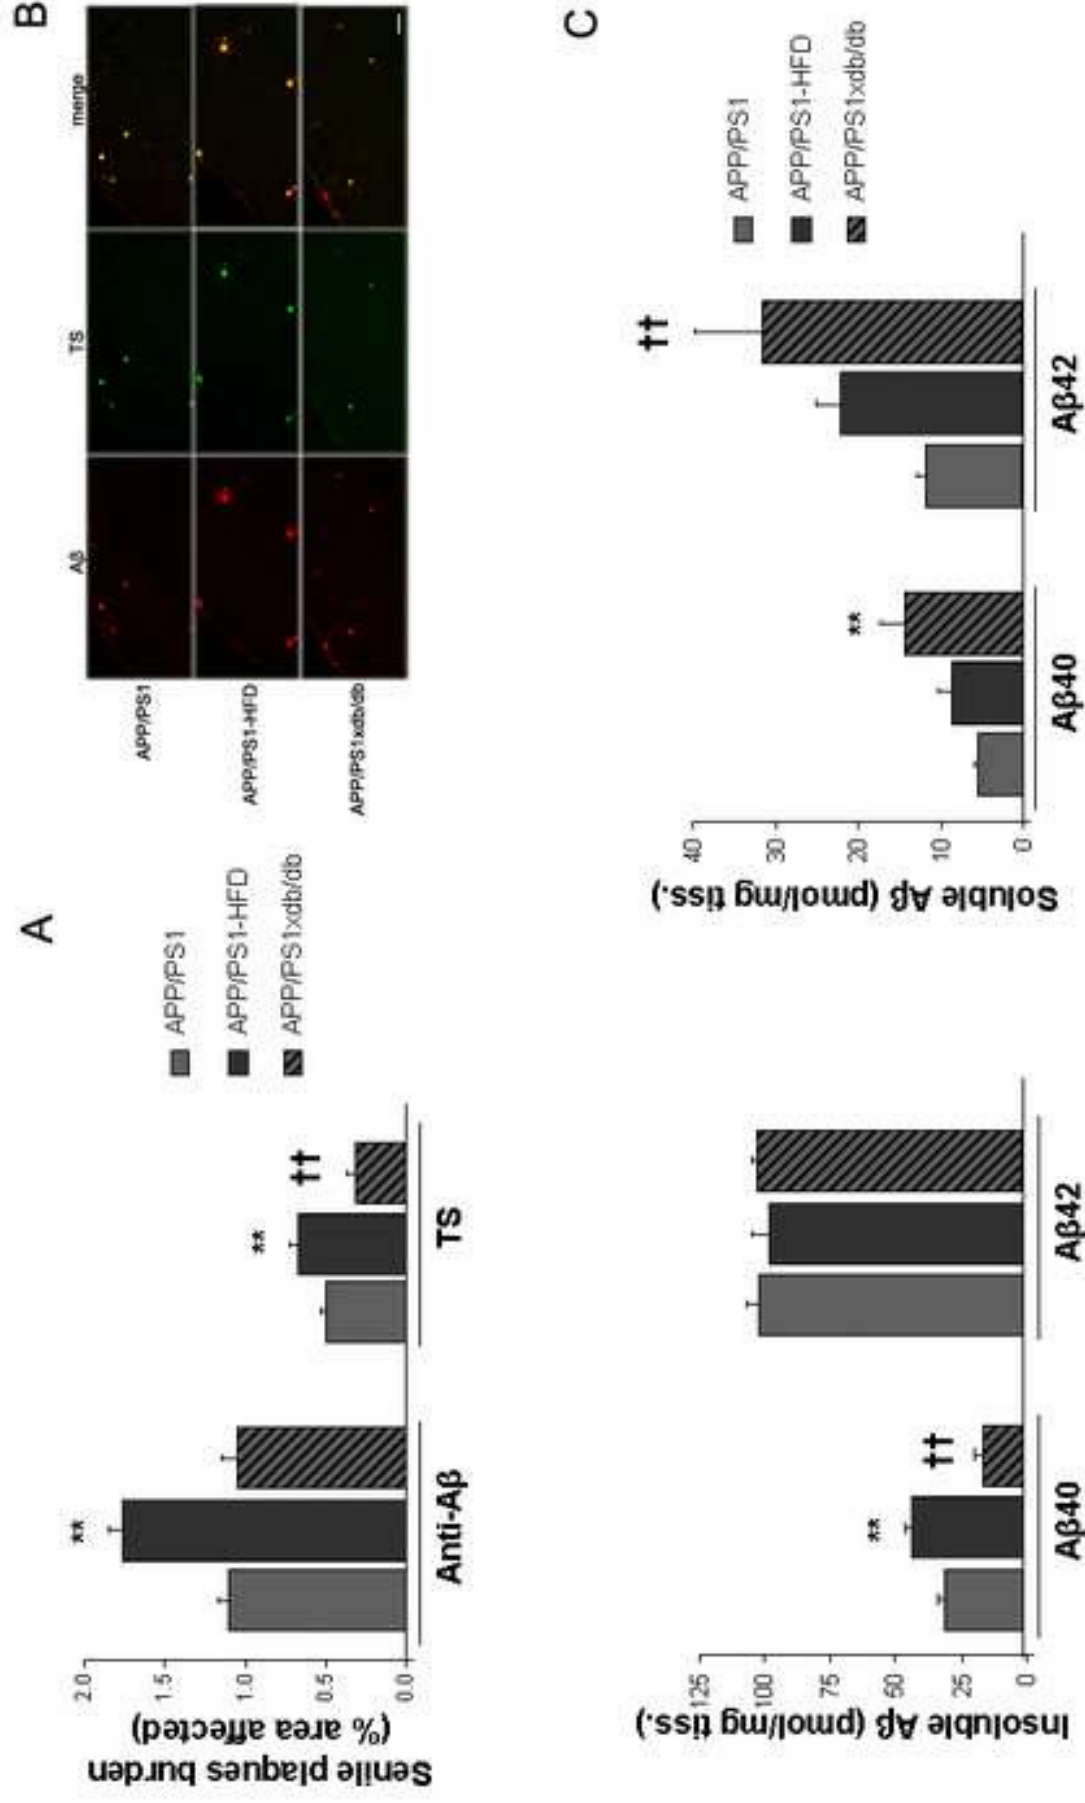 A
Senile plaques burden
(% area affected)
2.0
1.5
1.0
0.5
0.0
**
**
††
Anti-Aβ
TS
APP/PS1
APP/PS1-HFD
APP/PS1xdb/db
B
Aβ
TS
merge
APP/PS1
APP/PS1-HFD
APP/PS1xdb/db
C
Insoluble Aβ (pmol/mg tiss.)
125
100
75
50
25
0
**
††
Aβ40
Aβ42
Soluble Aβ (pmol/mg tiss.)
40
30
20
10
0
**
††
Aβ40
Aβ42
APP/PS1
APP/PS1-HFD
APP/PS1xdb/db